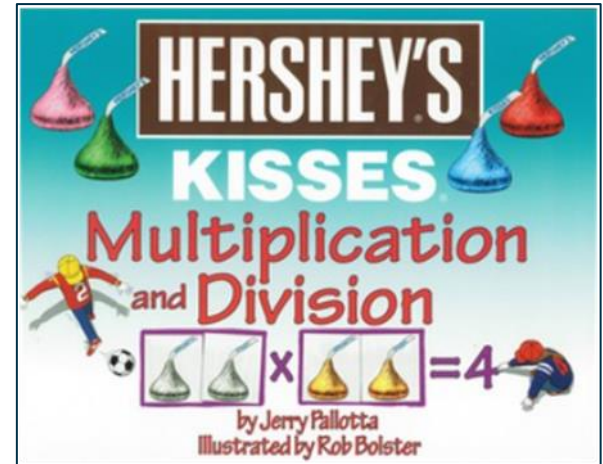 HERSHEY'S
KISSES
Multiplication
and Division
x =4
by Jerry Pallotta
Illustrated by Rob Bolster